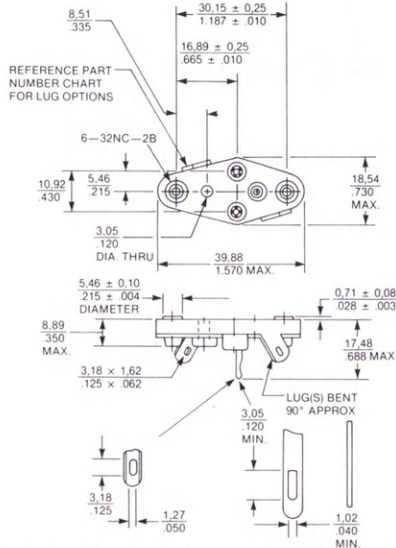 8,51
.335
30,15 ± 0,25
1.187 ± .010
16,89 ± 0,25
.665 ± .010
REFERENCE PART
NUMBER CHART
FOR LUG OPTIONS
6—32NC—2B
10,92
.430
5,46
.215
18,54
.730
MAX.
3,05
.120
DIA. THRU
39,88
1.570 MAX.
5,46 ± 0,10
.215 ± .004
DIAMETER
0,71 ± 0,08
.028 ± .003
8,89
.350
MAX.
17,48
.688 MAX
3,18 × 1,62
.125 × .062
LUG(S) BENT
90° APPROX
3,05
.120
MIN.
3,18
.125
1,27
.050
1,02
.040
MIN.